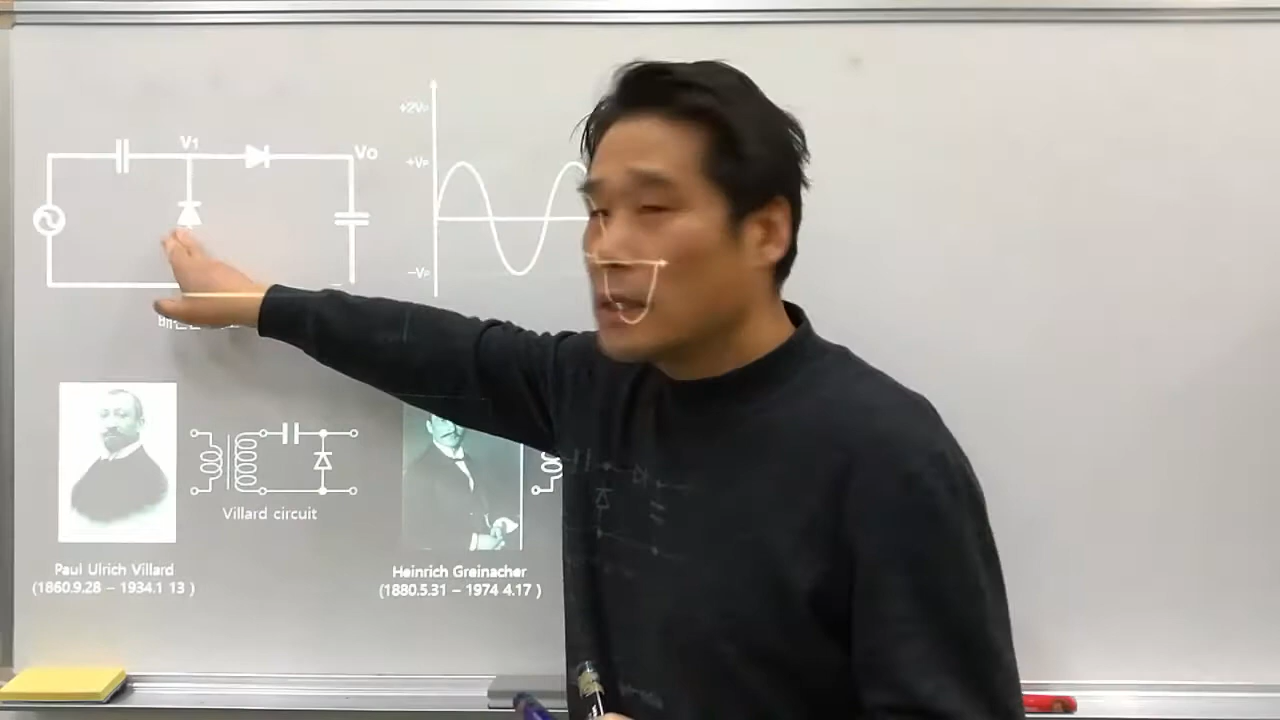 +2Vₚ
V₁
Vo
+Vₚ
−Vₚ
Villard circuit
Paul Ulrich Villard
(1860.9.28 – 1934.1 13 )
Heinrich Greinacher
(1880.5.31 – 1974 4.17 )